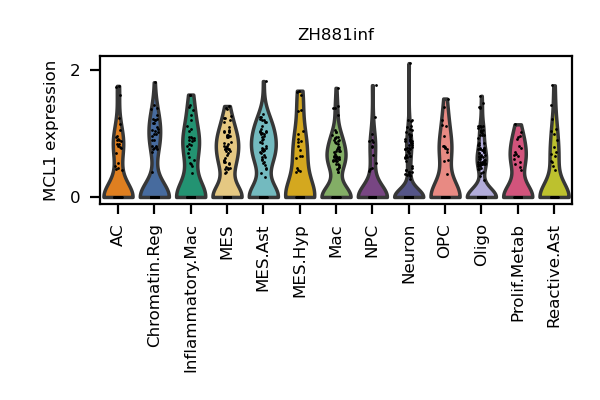 ZH881inf
MCL1 expression
2
0
AC
Chromatin.Reg
Inflammatory.Mac
MES
MES.Ast
MES.Hyp
Mac
NPC
Neuron
OPC
Oligo
Prolif.Metab
Reactive.Ast